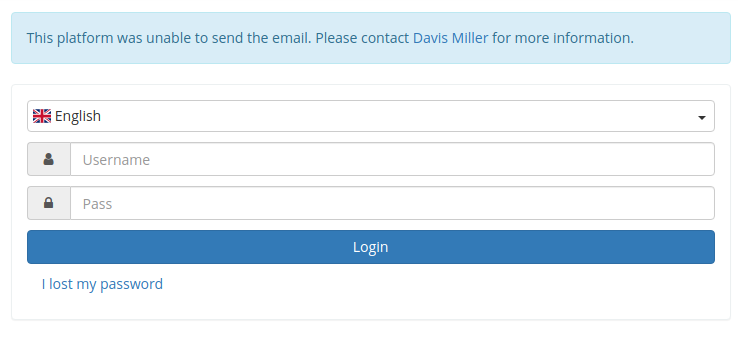 This platform was unable to send the email. Please contact Davis Miller for more information.
English
Username
Pass
Login
I lost my password